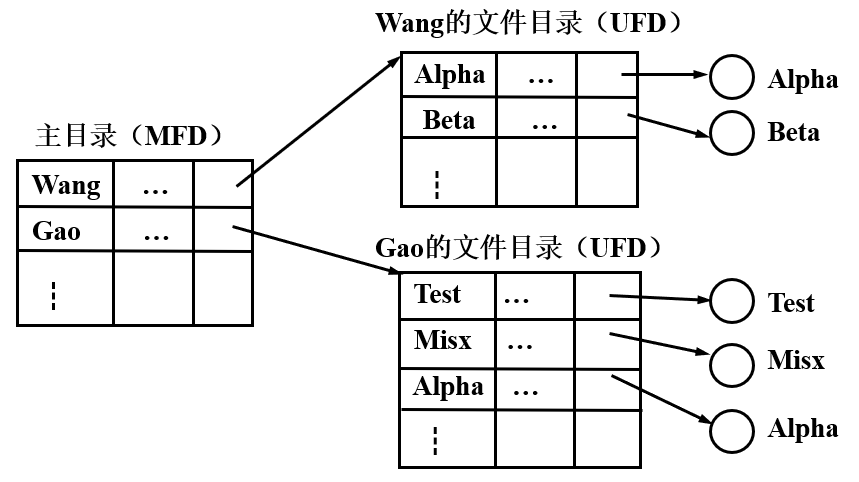 Wang的文件目录（UFD）
Alpha … Alpha
Beta … Beta
主目录（MFD）
Wang …
Gao …
Gao的文件目录（UFD）
Test … Test
Misx … Misx
Alpha … Alpha